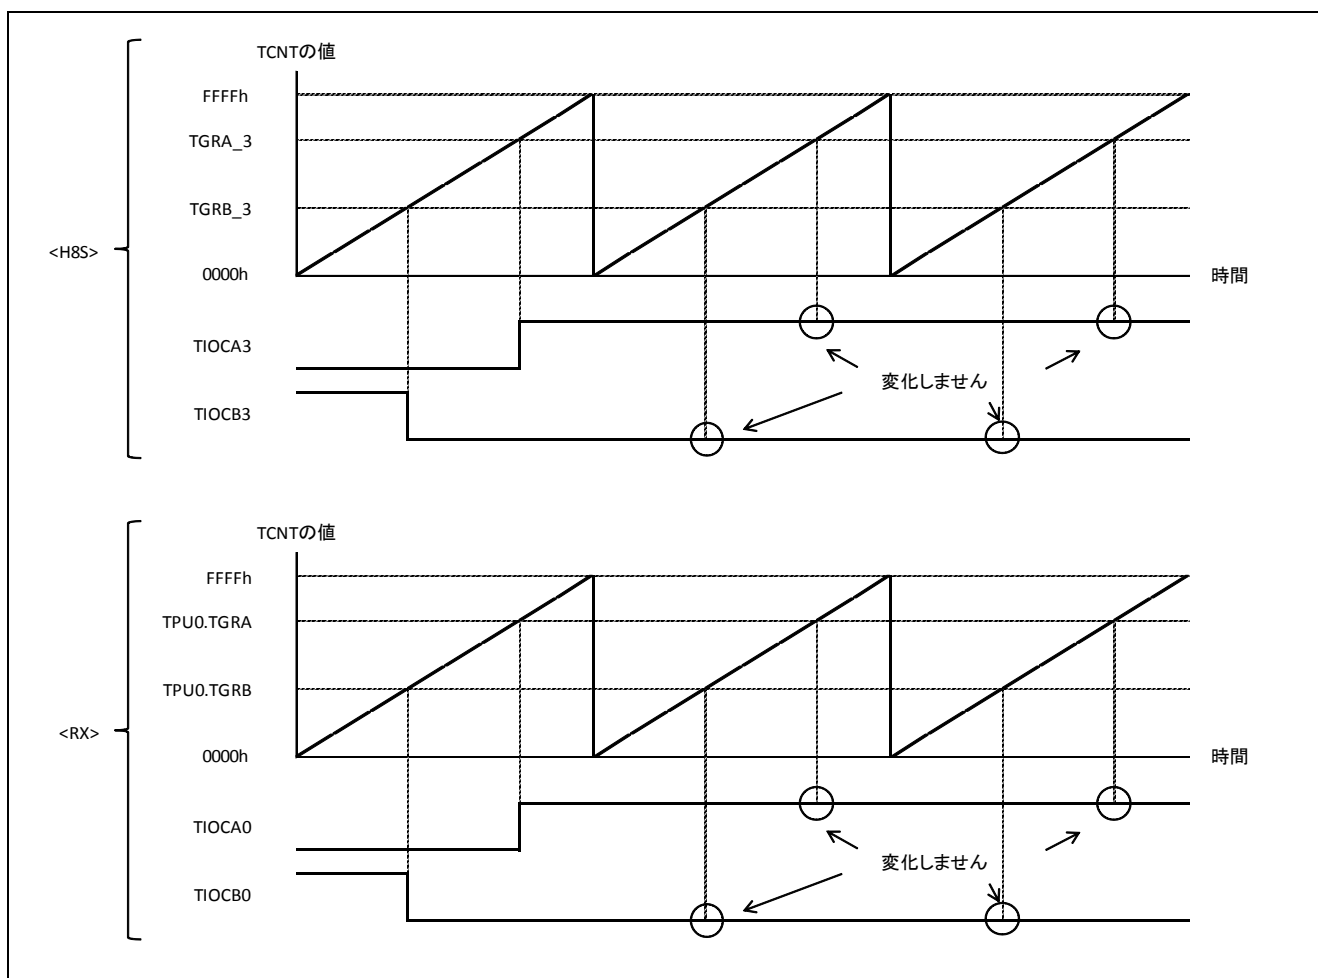 TCNTの値
FFFFh
TGRA_3
TGRB_3
<H8S>
0000h
時間
TIOCA3
変化しません
TIOCB3
TCNTの値
FFFFh
TPU0.TGRA
TPU0.TGRB
<RX>
0000h
時間
TIOCA0
変化しません
TIOCB0